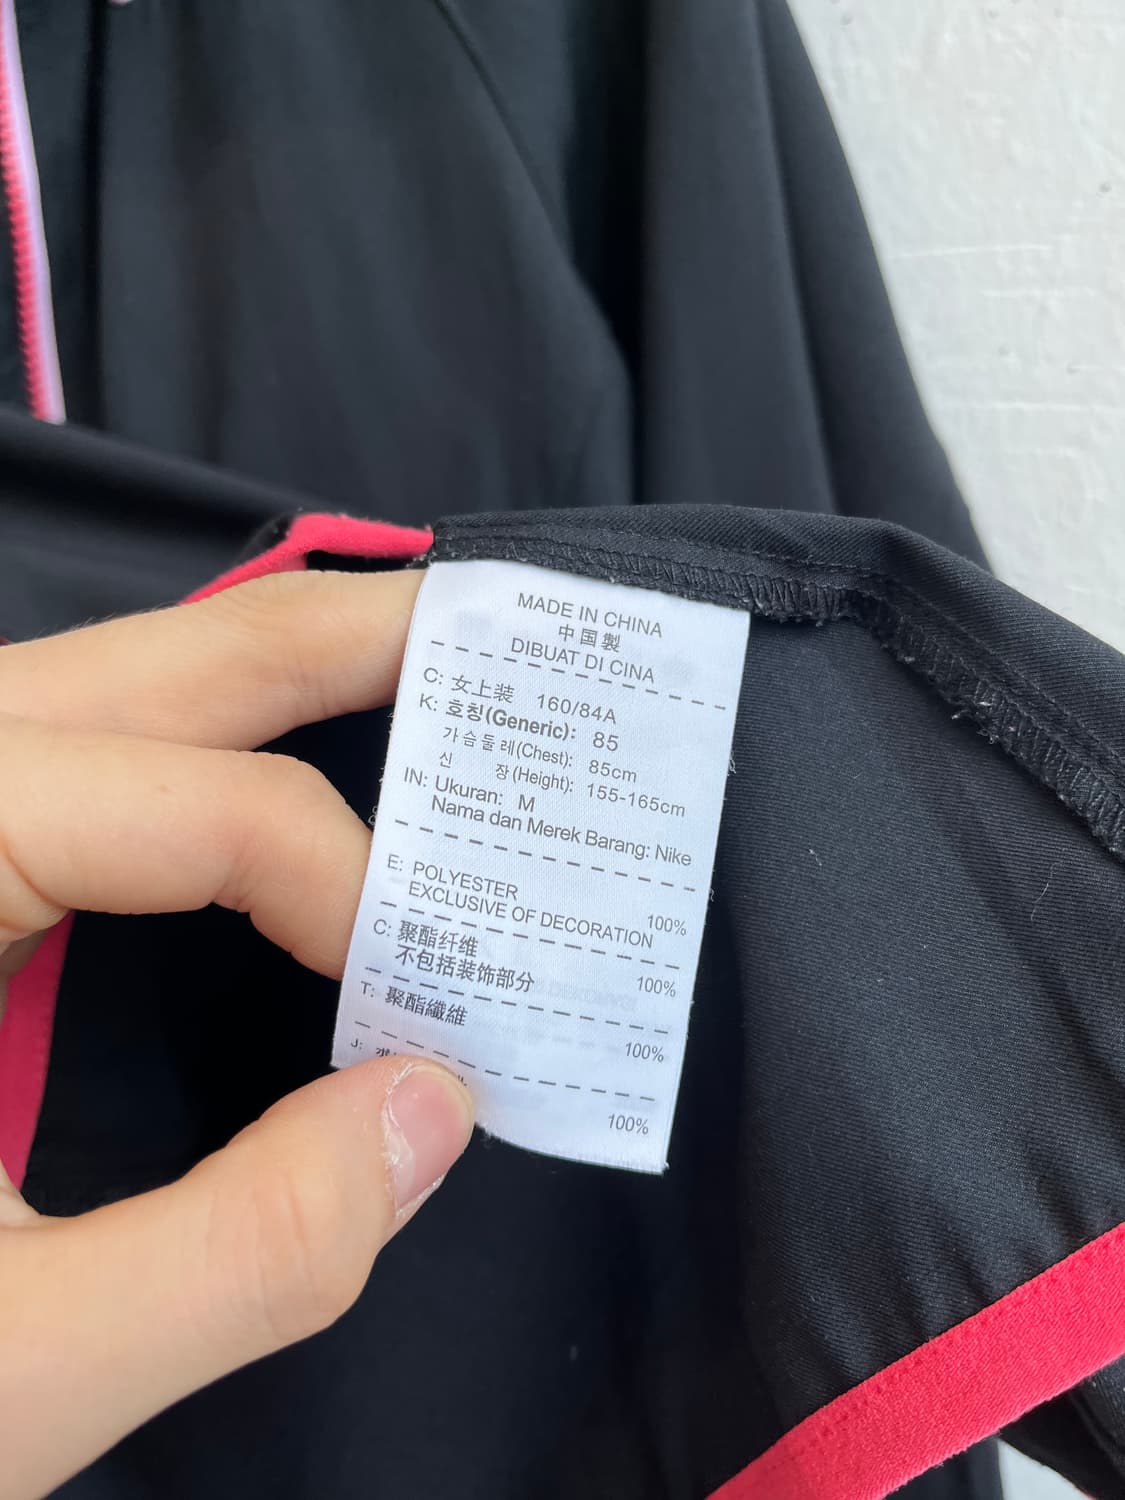 MADE IN CHINA
中国製
DIBUAT DI CINA
C: 女上装 160/84A
K: 호칭(Generic): 85
가슴둘레(Chest): 85cm
신 장(Height): 155-165cm
IN: Ukuran: M
Nama dan Merek Barang: Nike
E: POLYESTER 100%
EXCLUSIVE OF DECORATION
C: 聚酯纤维 100%
不包括装饰部分
T: 聚酯纖維 100%
J: 100%